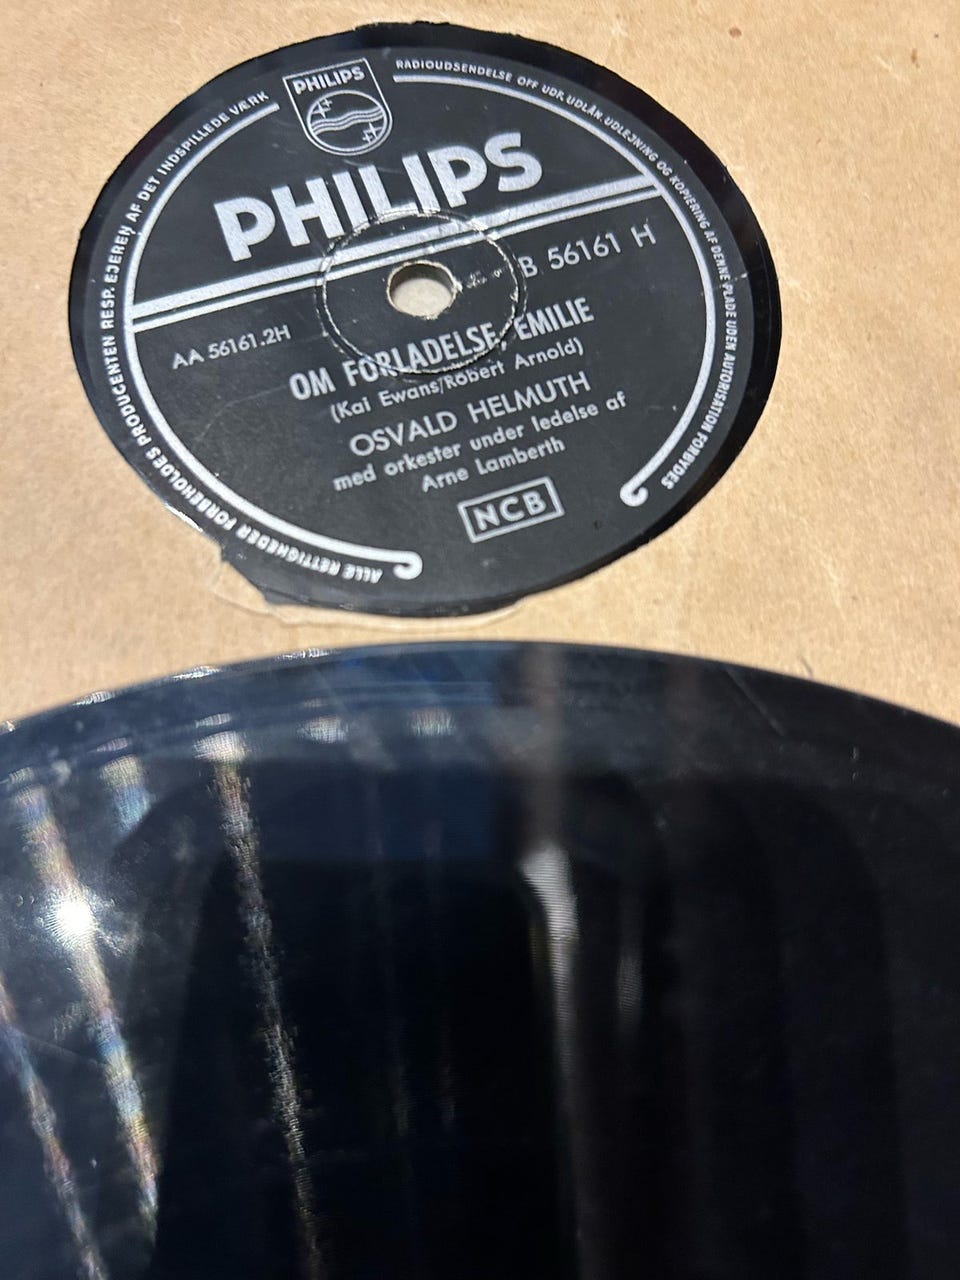 PHILIPS
ALLE RETTIGHEDER FORBEHOLDES PRODUCENTEN RESP. EJEREN AF DET INDSPILLEDE VÆRK
RADIOUDSENDELSE OFF UDF. UDLÅN, UDLEJNING OG KOPIERING AF DENNE PLADE UDEN AUTORISATION FORBYDES
PHILIPS
B 56161 H
AA 56161.2H
OM FORLADELSE, EMILIE
(Kai Ewans/Robert Arnold)
OSVALD HELMUTH
med orkester under ledelse af
Arne Lamberth
NCB